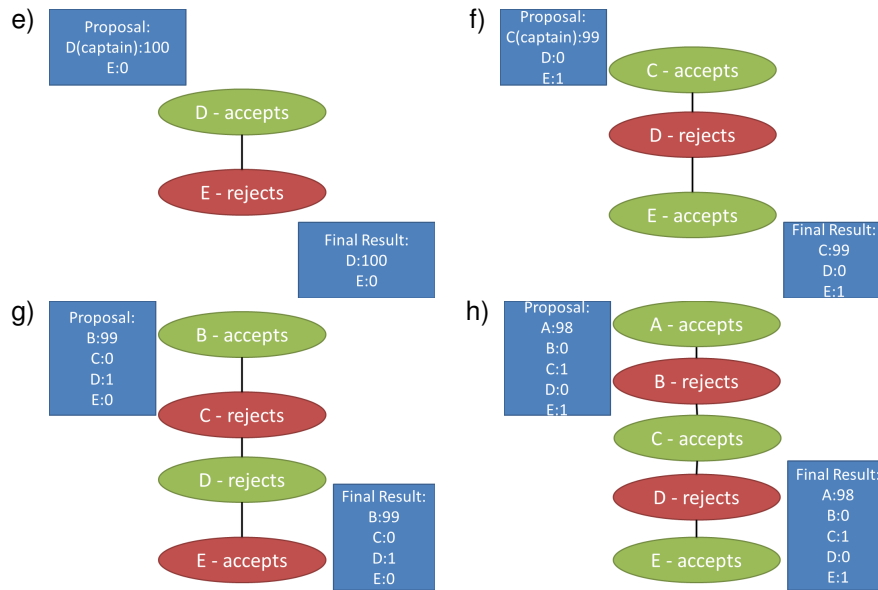 e)
Proposal:
D(captain):100
E:0
D - accepts
E - rejects
Final Result:
D:100
E:0
f)
Proposal:
C(captain):99
D:0
E:1
C - accepts
D - rejects
E - accepts
Final Result:
C:99
D:0
E:1
g)
Proposal:
B:99
C:0
D:1
E:0
B - accepts
C - rejects
D - rejects
E - accepts
Final Result:
B:99
C:0
D:1
E:0
h)
Proposal:
A:98
B:0
C:1
D:0
E:1
A - accepts
B - rejects
C - accepts
D - rejects
E - accepts
Final Result:
A:98
B:0
C:1
D:0
E:1